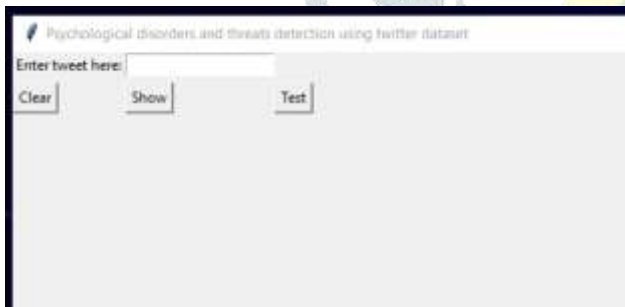 Psychological disorders and threats detection using twitter dataset
Enter tweet here:
Clear Show Test